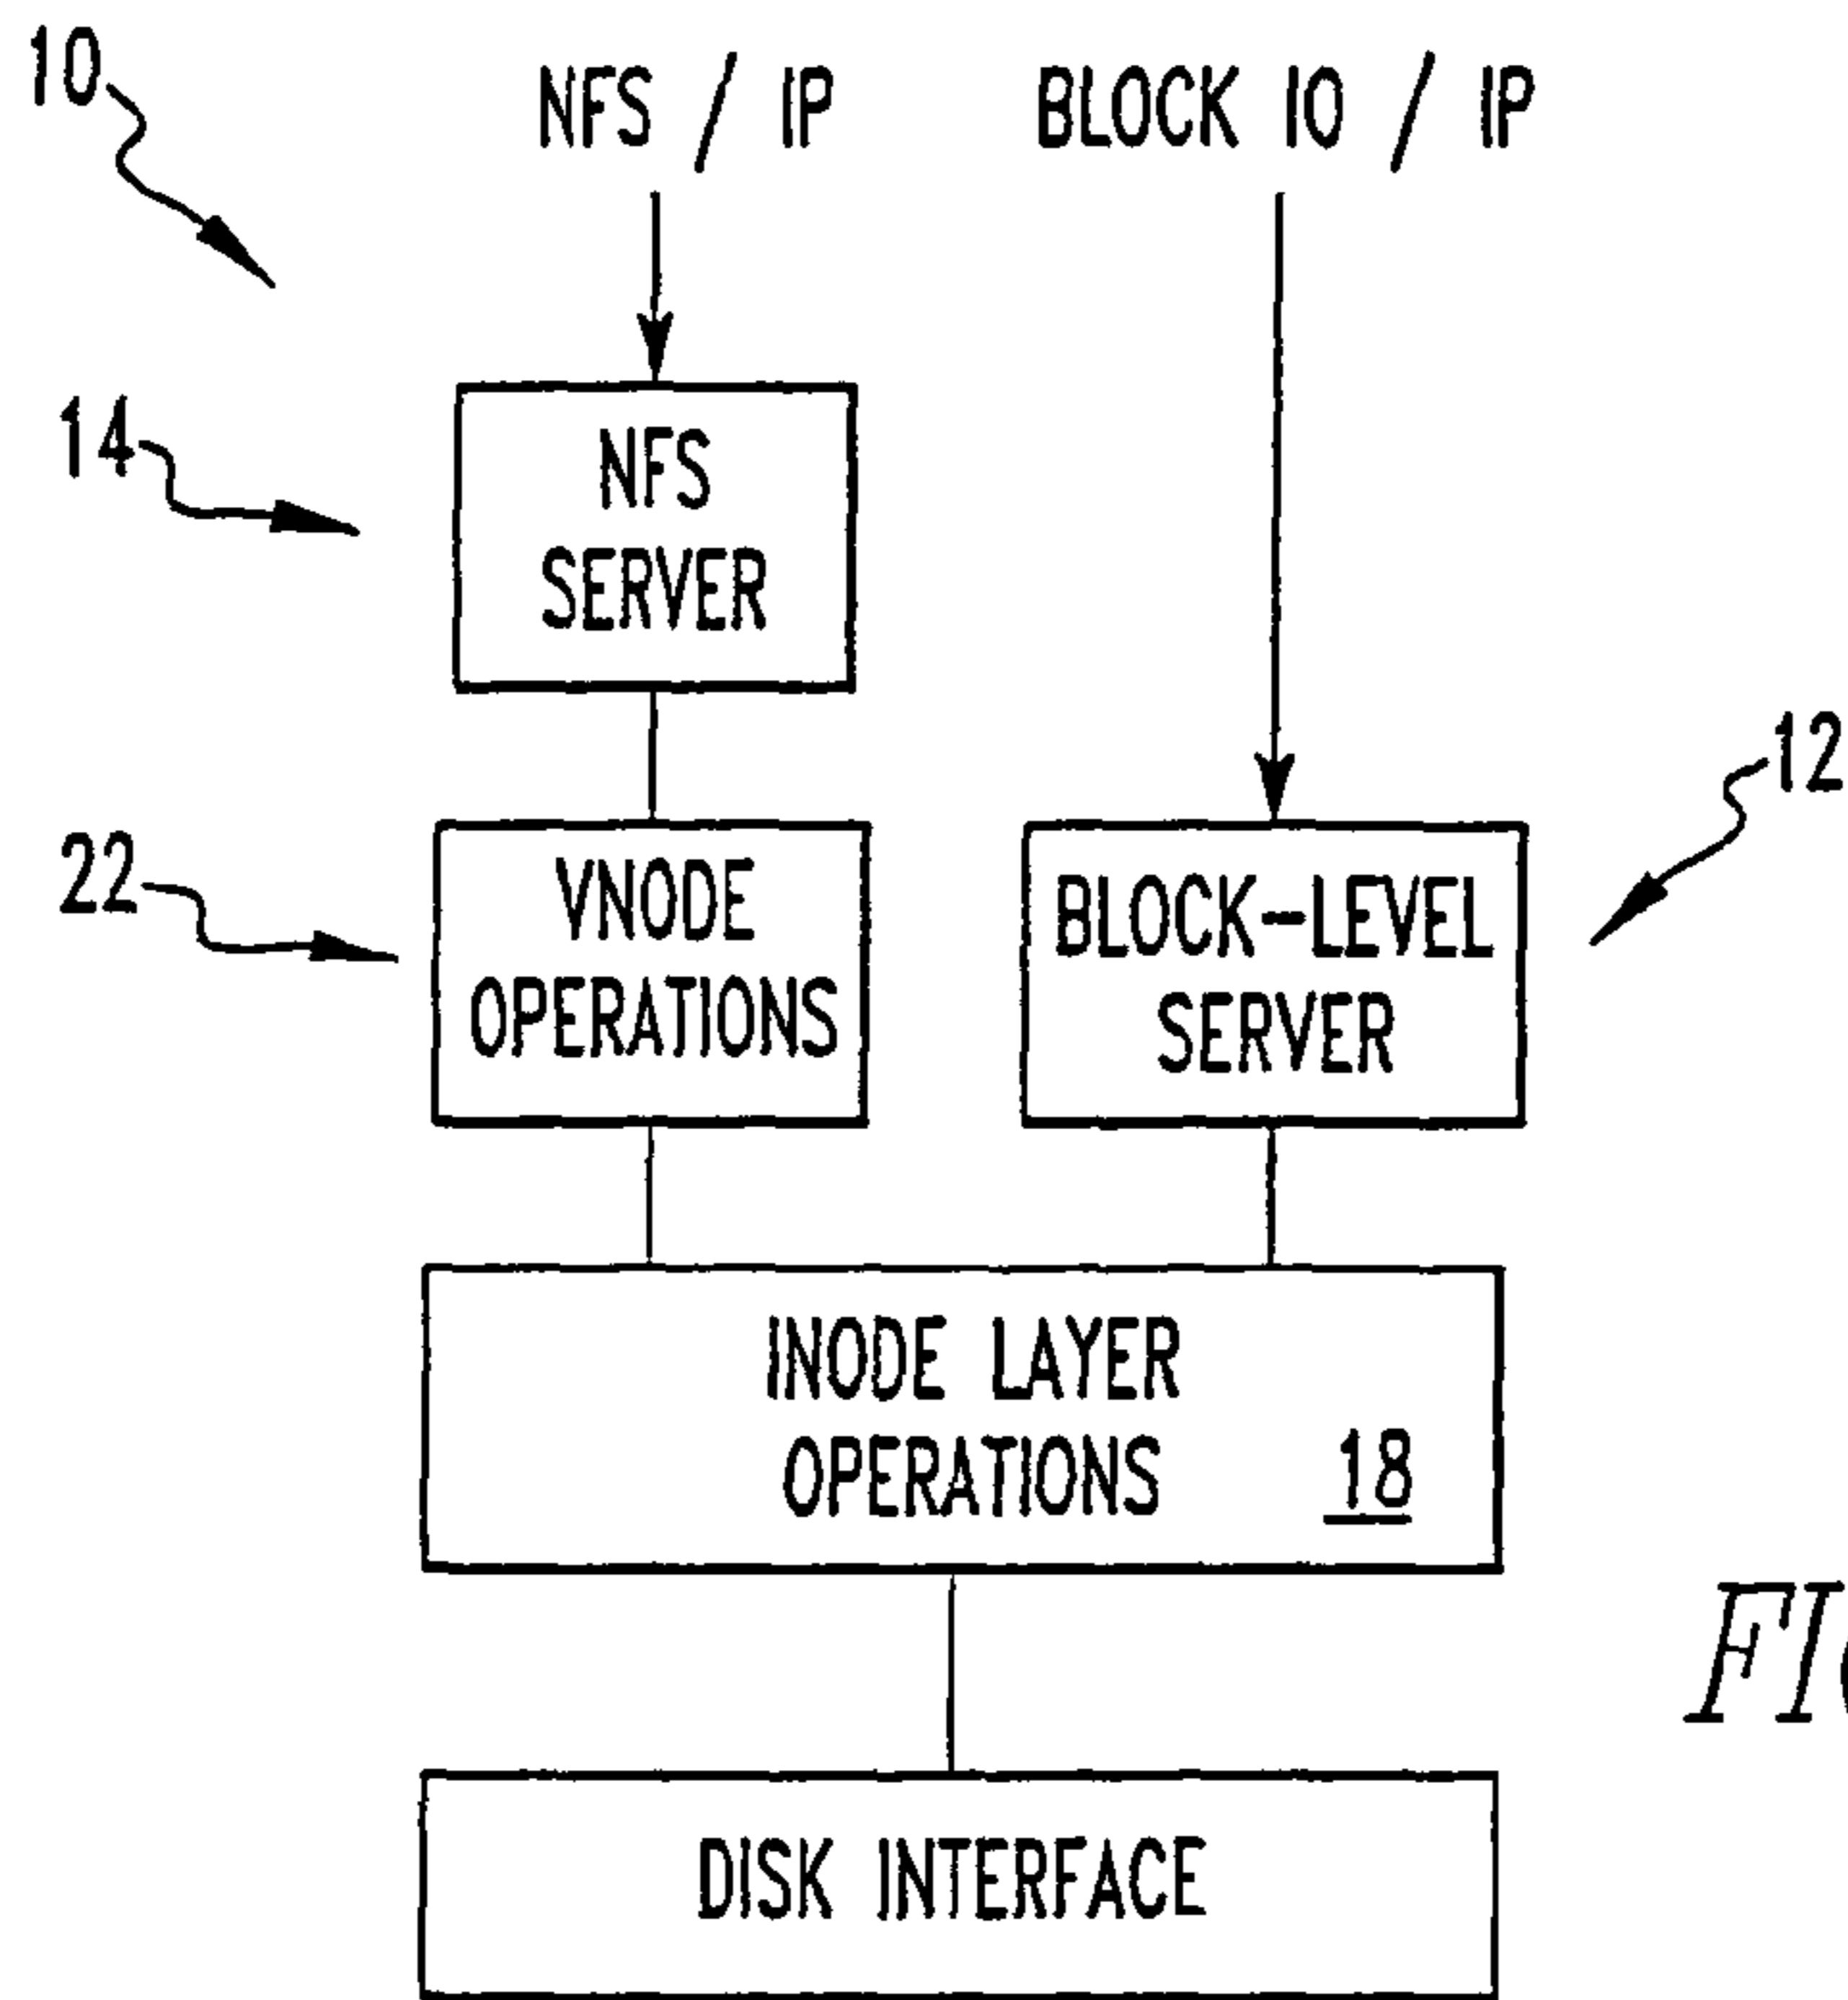 10
NFS / IP
BLOCK IO / IP
14
NFS
SERVER
12
22
VNODE
OPERATIONS
BLOCK-LEVEL
SERVER
INODE LAYER
OPERATIONS
18
DISK INTERFACE